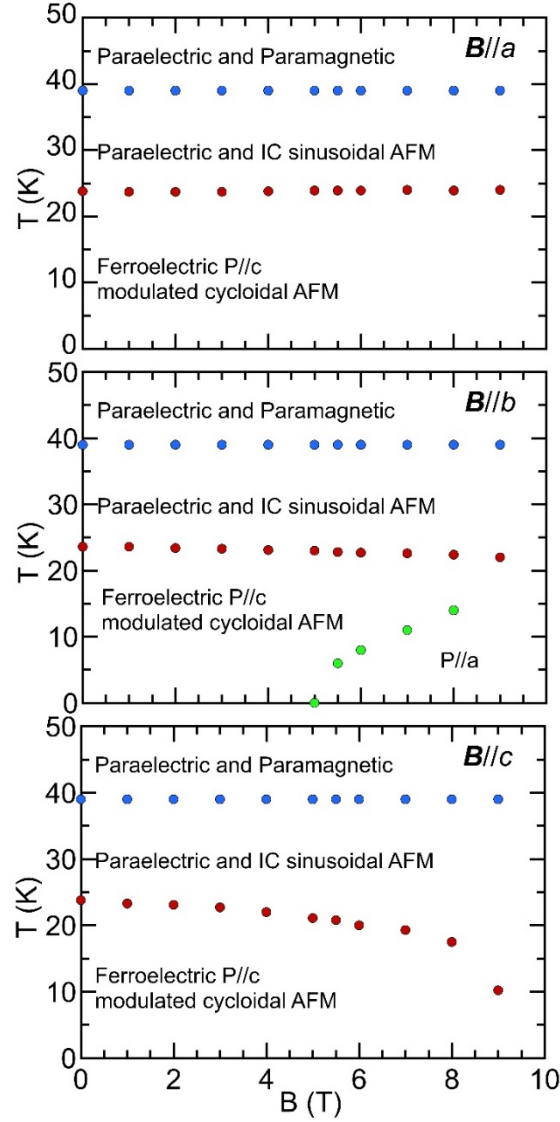 50
B//a
Paraelectric and Paramagnetic
40
30
Paraelectric and IC sinusoidal AFM
T (K)
20
Ferroelectric P//c
10
modulated cycloidal AFM
0
50
B//b
Paraelectric and Paramagnetic
40
30
Paraelectric and IC sinusoidal AFM
T (K)
20
Ferroelectric P//c
modulated cycloidal AFM
10
P//a
0
50
B//c
Paraelectric and Paramagnetic
40
30
Paraelectric and IC sinusoidal AFM
T (K)
20
Ferroelectric P//c
10
modulated cycloidal AFM
0
0 2 4 6 8 10
B (T)